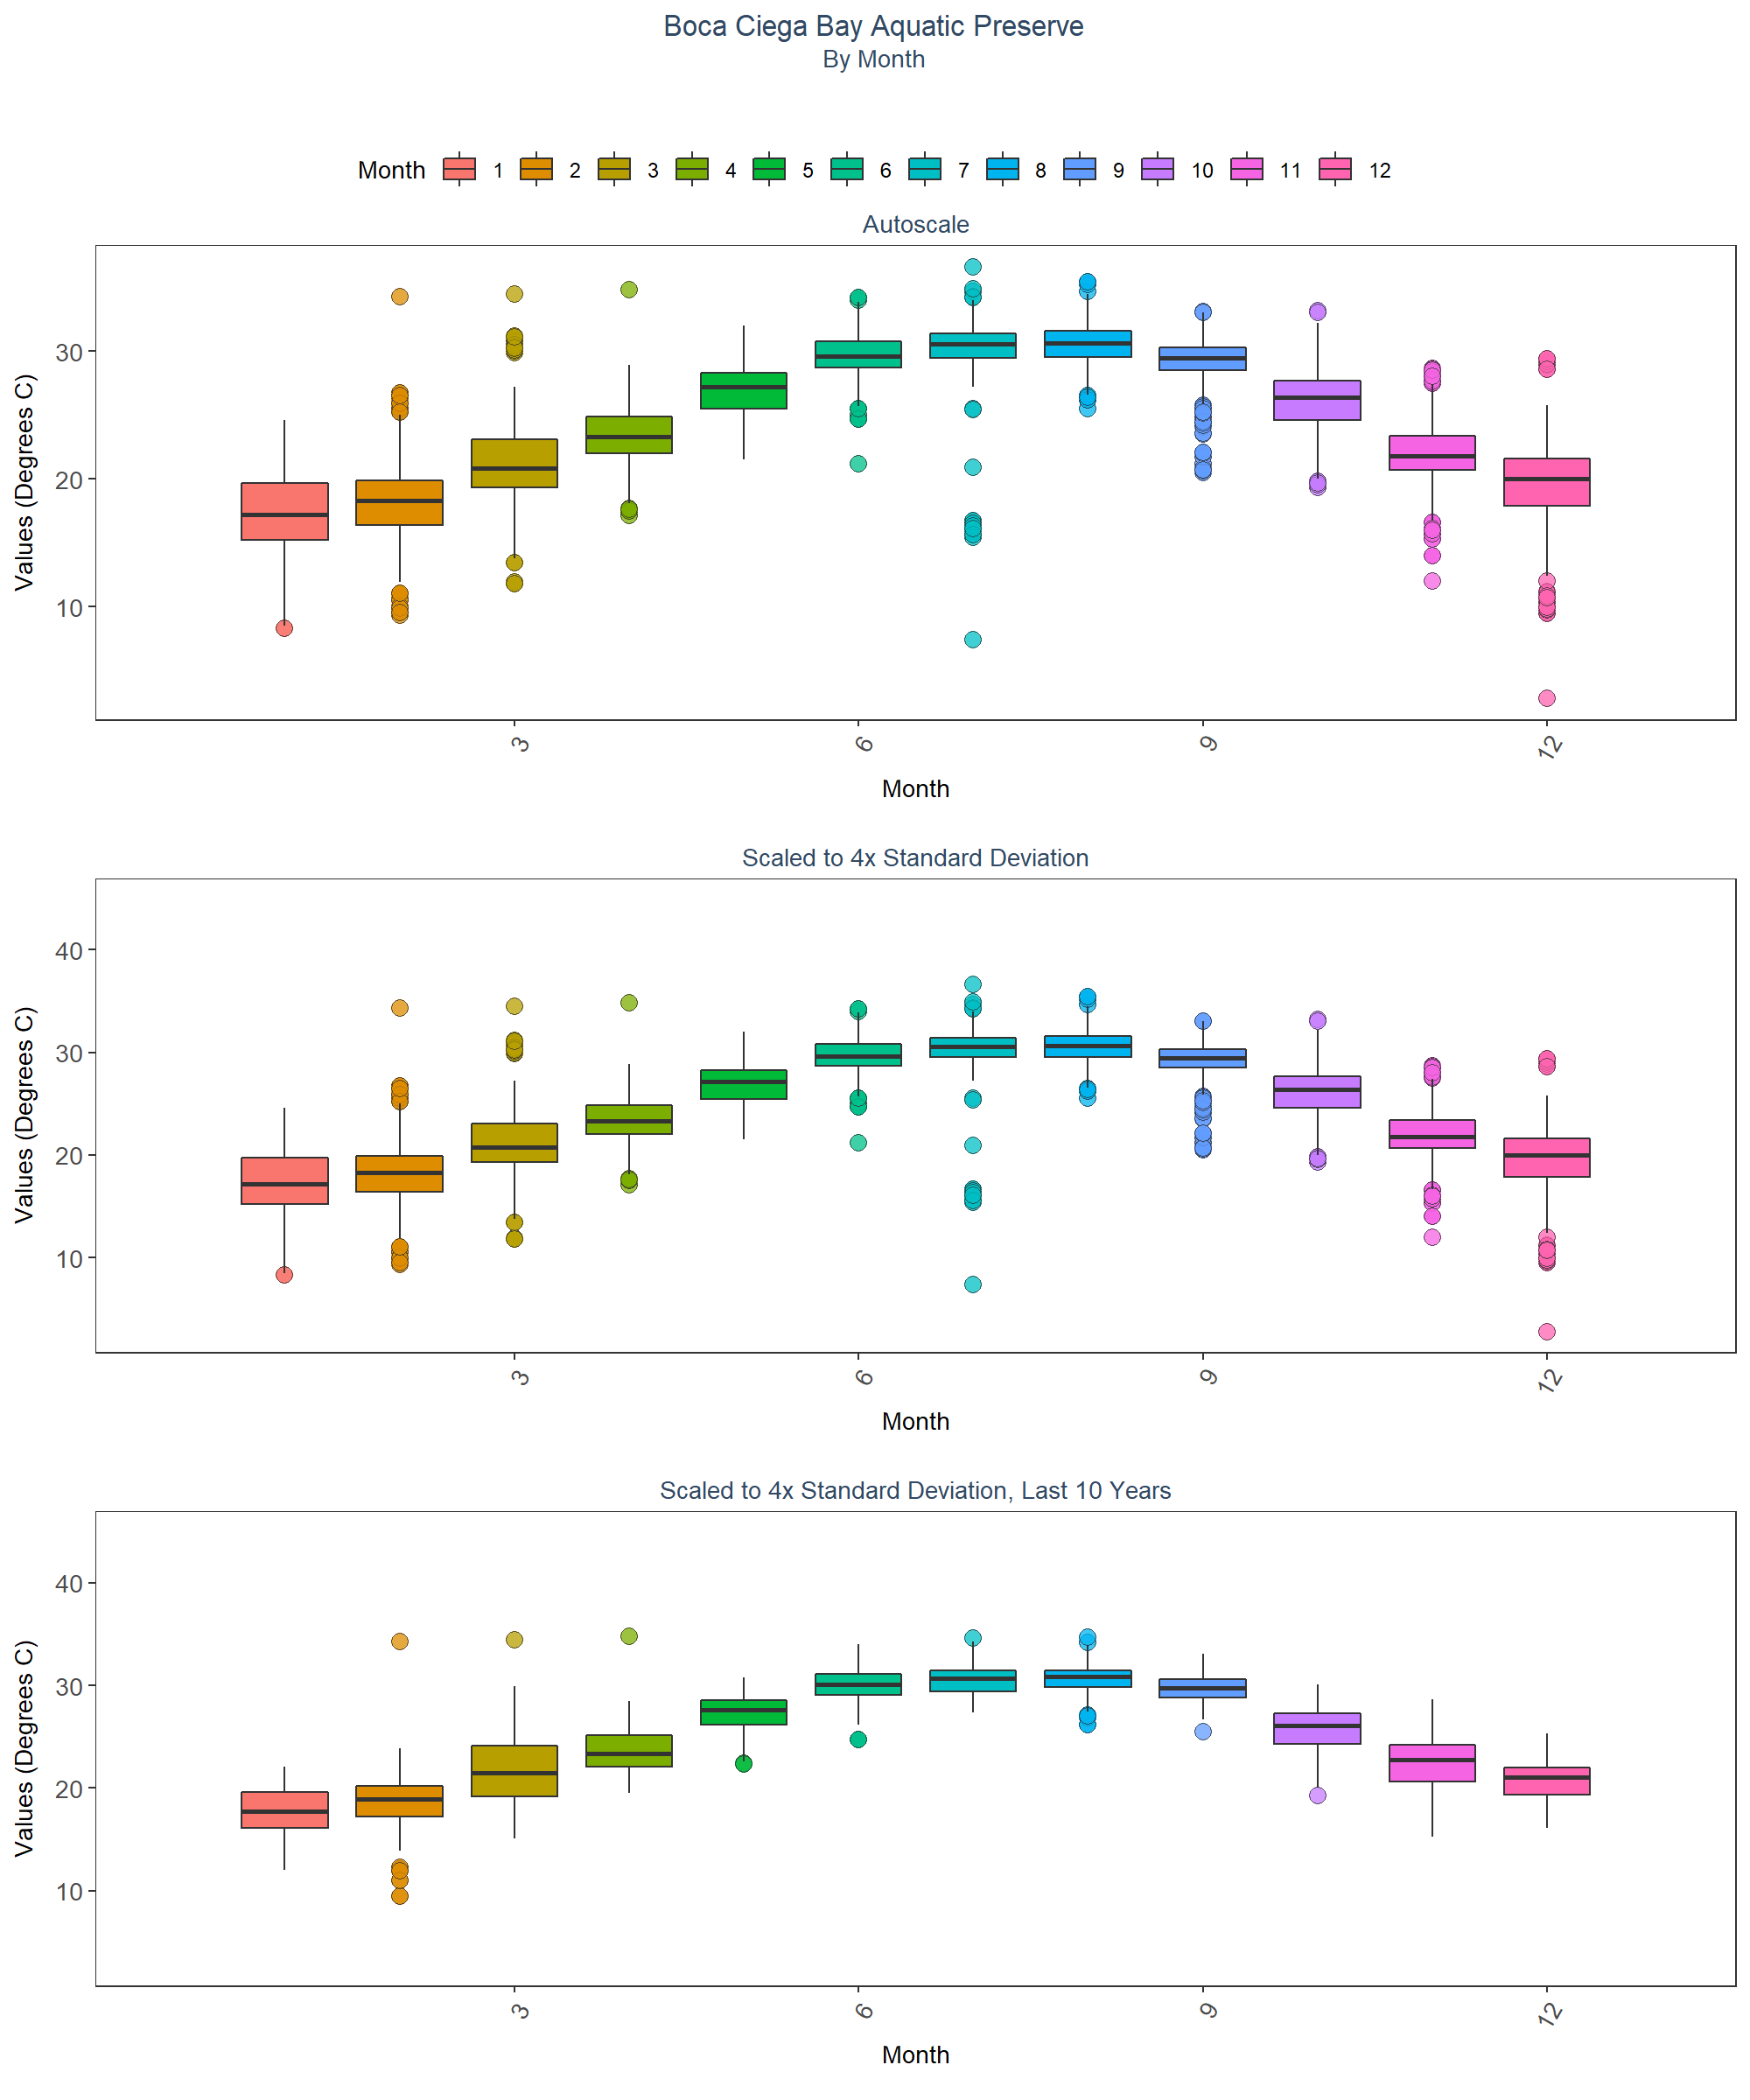 Boca Ciega Bay Aquatic Preserve
By Month
Month 1 2 3 4 5 6 7 8 9 10 11 12
Autoscale
Values (Degrees C)
30
20
10
3 6 9 12
Month
Scaled to 4x Standard Deviation
Values (Degrees C)
40
30
20
10
3 6 9 12
Month
Scaled to 4x Standard Deviation, Last 10 Years
Values (Degrees C)
40
30
20
10
3 6 9 12
Month